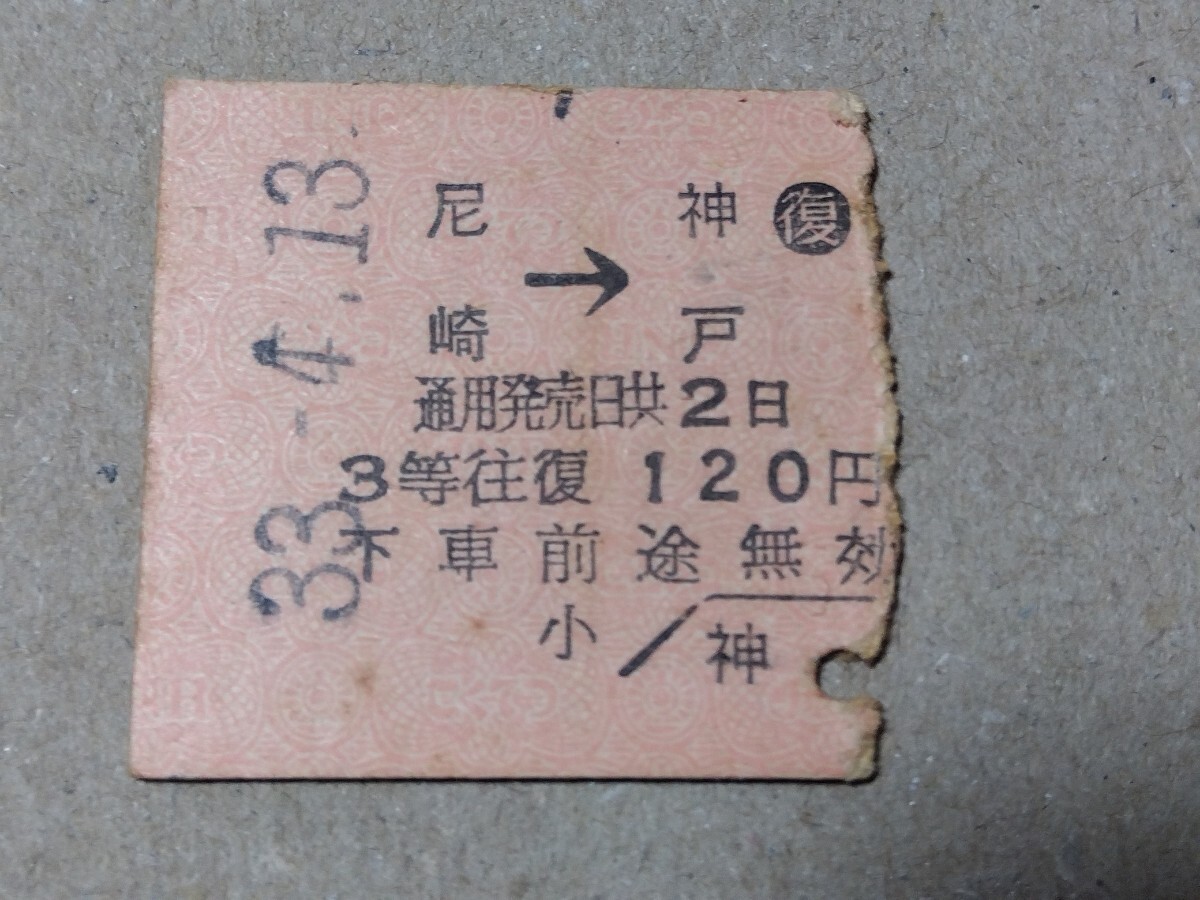 33.-4.13
尼崎 → 神戸 復
通用発売日共2日
3等往復 120円
下車前途無効
小 神